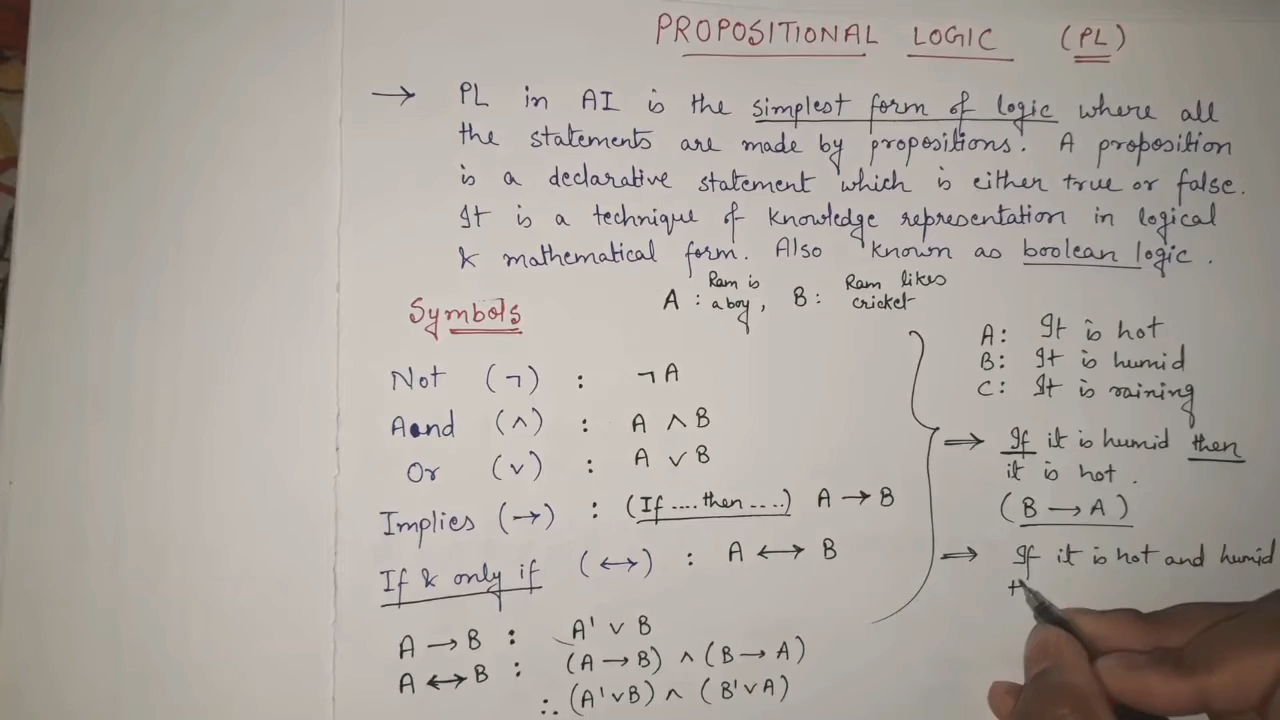 PROPOSITIONAL LOGIC (PL)
→ PL in AI is the simplest form of logic where all
the statements are made by propositions. A proposition
is a declarative statement which is either true or false.
It is a technique of knowledge representation in logical
& mathematical form. Also known as boolean logic.
A : Ram is a boy, B : Ram likes cricket
Symbols
Not (¬) : ¬A
And (∧) : A ∧ B
Or (∨) : A ∨ B
Implies (→) : (If ....then ....) A → B
If & only if (↔) : A ↔ B
A → B : A' ∨ B
A ↔ B : (A → B) ∧ (B → A)
∴ (A' ∨ B) ∧ (B' ∨ A)
A: It is hot
B: It is humid
C: It is raining
⇒ If it is humid then
it is hot.
(B → A)
⇒ If it is hot and humid